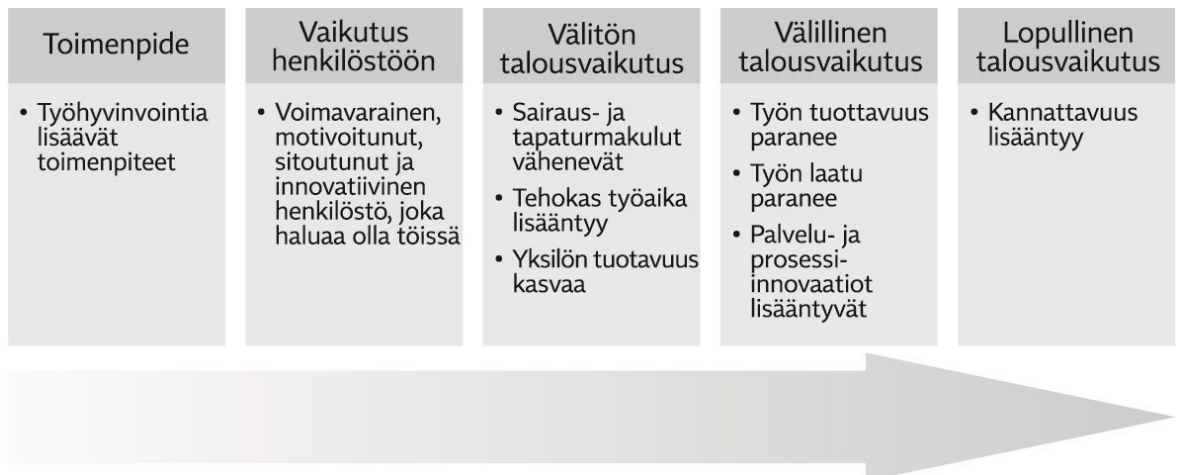 Toimenpide
• Työhyvinvointia
lisäävät
toimenpiteet
Vaikutus
henkilöstöön
• Voimavarainen,
motivoitunut,
sitoutunut ja
innovatiivinen
henkilöstö, joka
haluaa olla töissä
Välitön
talousvaikutus
• Sairaus- ja
tapaturmakulut
vähenevät
• Tehokas työaika
lisääntyy
• Yksilön tuotavuus
kasvaa
Välillinen
talousvaikutus
• Työn tuottavuus
paranee
• Työn laatu
paranee
• Palvelu- ja
prosessi-
innovaatiot
lisääntyvät
Lopullinen
talousvaikutus
• Kannattavuus
lisääntyy